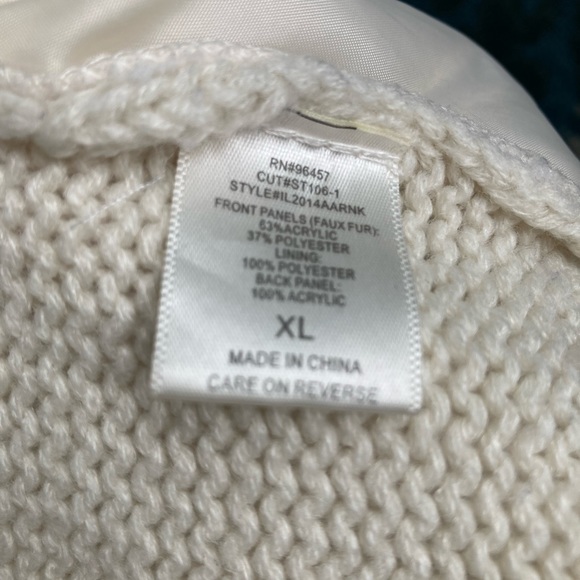 RN#96457
CUT#ST106-1
STYLE#IL2014AARNK
FRONT PANELS (FAUX FUR):
63%ACRYLIC
37% POLYESTER
LINING:
100% POLYESTER
BACK PANEL:
100% ACRYLIC
XL
MADE IN CHINA
CARE ON REVERSE